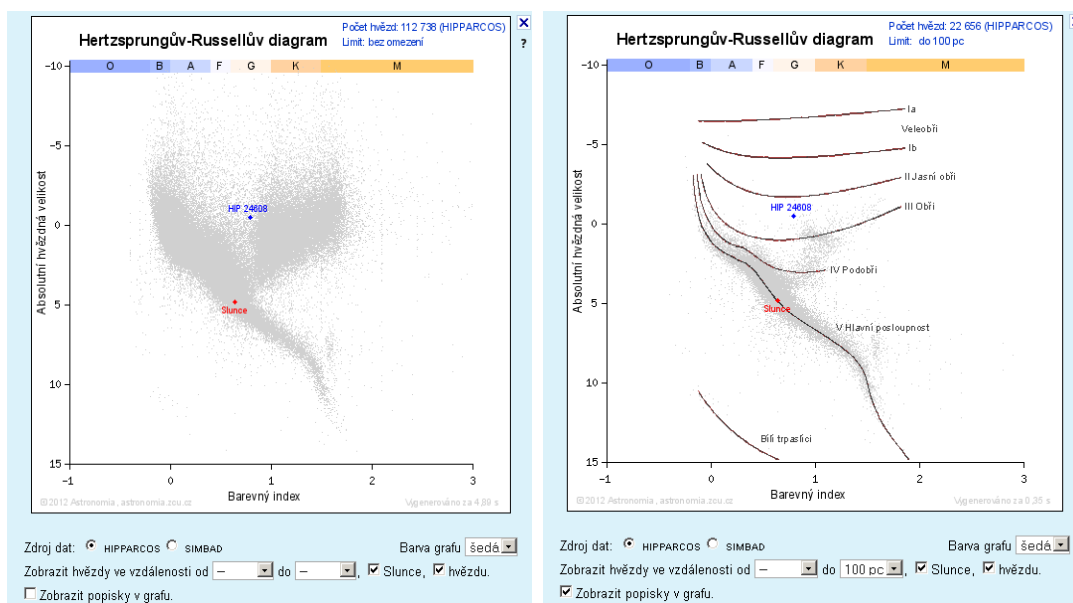 Hertzsprungův-Russellův diagram
Počet hvězd: 112 738 (HIPPARCOS)
Limit: bez omezení
x
?
O B A F G K M
-10
-5
0
5
10
15
Absolutní hvězdná velikost
HIP 24608
Slunce
-1 0 1 2 3
Barevný index
©2012 Astronomia, astronomia.zcu.cz
Vygenerováno za 4,89 s
Zdroj dat: HIPPARCOS SIMBAD
Barva grafu šedá
Zobrazit hvězdy ve vzdálenosti od – do –, Slunce, hvězdu.
Zobrazit popisky v grafu.
Hertzsprungův-Russellův diagram
Počet hvězd: 22 656 (HIPPARCOS)
Limit: do 100 pc
O B A F G K M
-10
-5
0
5
10
15
Absolutní hvězdná velikost
Ia
Veleobři
Ib
II Jasní obři
HIP 24608
III Obři
IV Podobři
Slunce
V Hlavní posloupnost
Bílí trpaslíci
-1 0 1 2 3
Barevný index
©2012 Astronomia, astronomia.zcu.cz
Vygenerováno za 0,35 s
Zdroj dat: HIPPARCOS SIMBAD
Barva grafu šedá
Zobrazit hvězdy ve vzdálenosti od – do 100 pc, Slunce, hvězdu.
Zobrazit popisky v grafu.